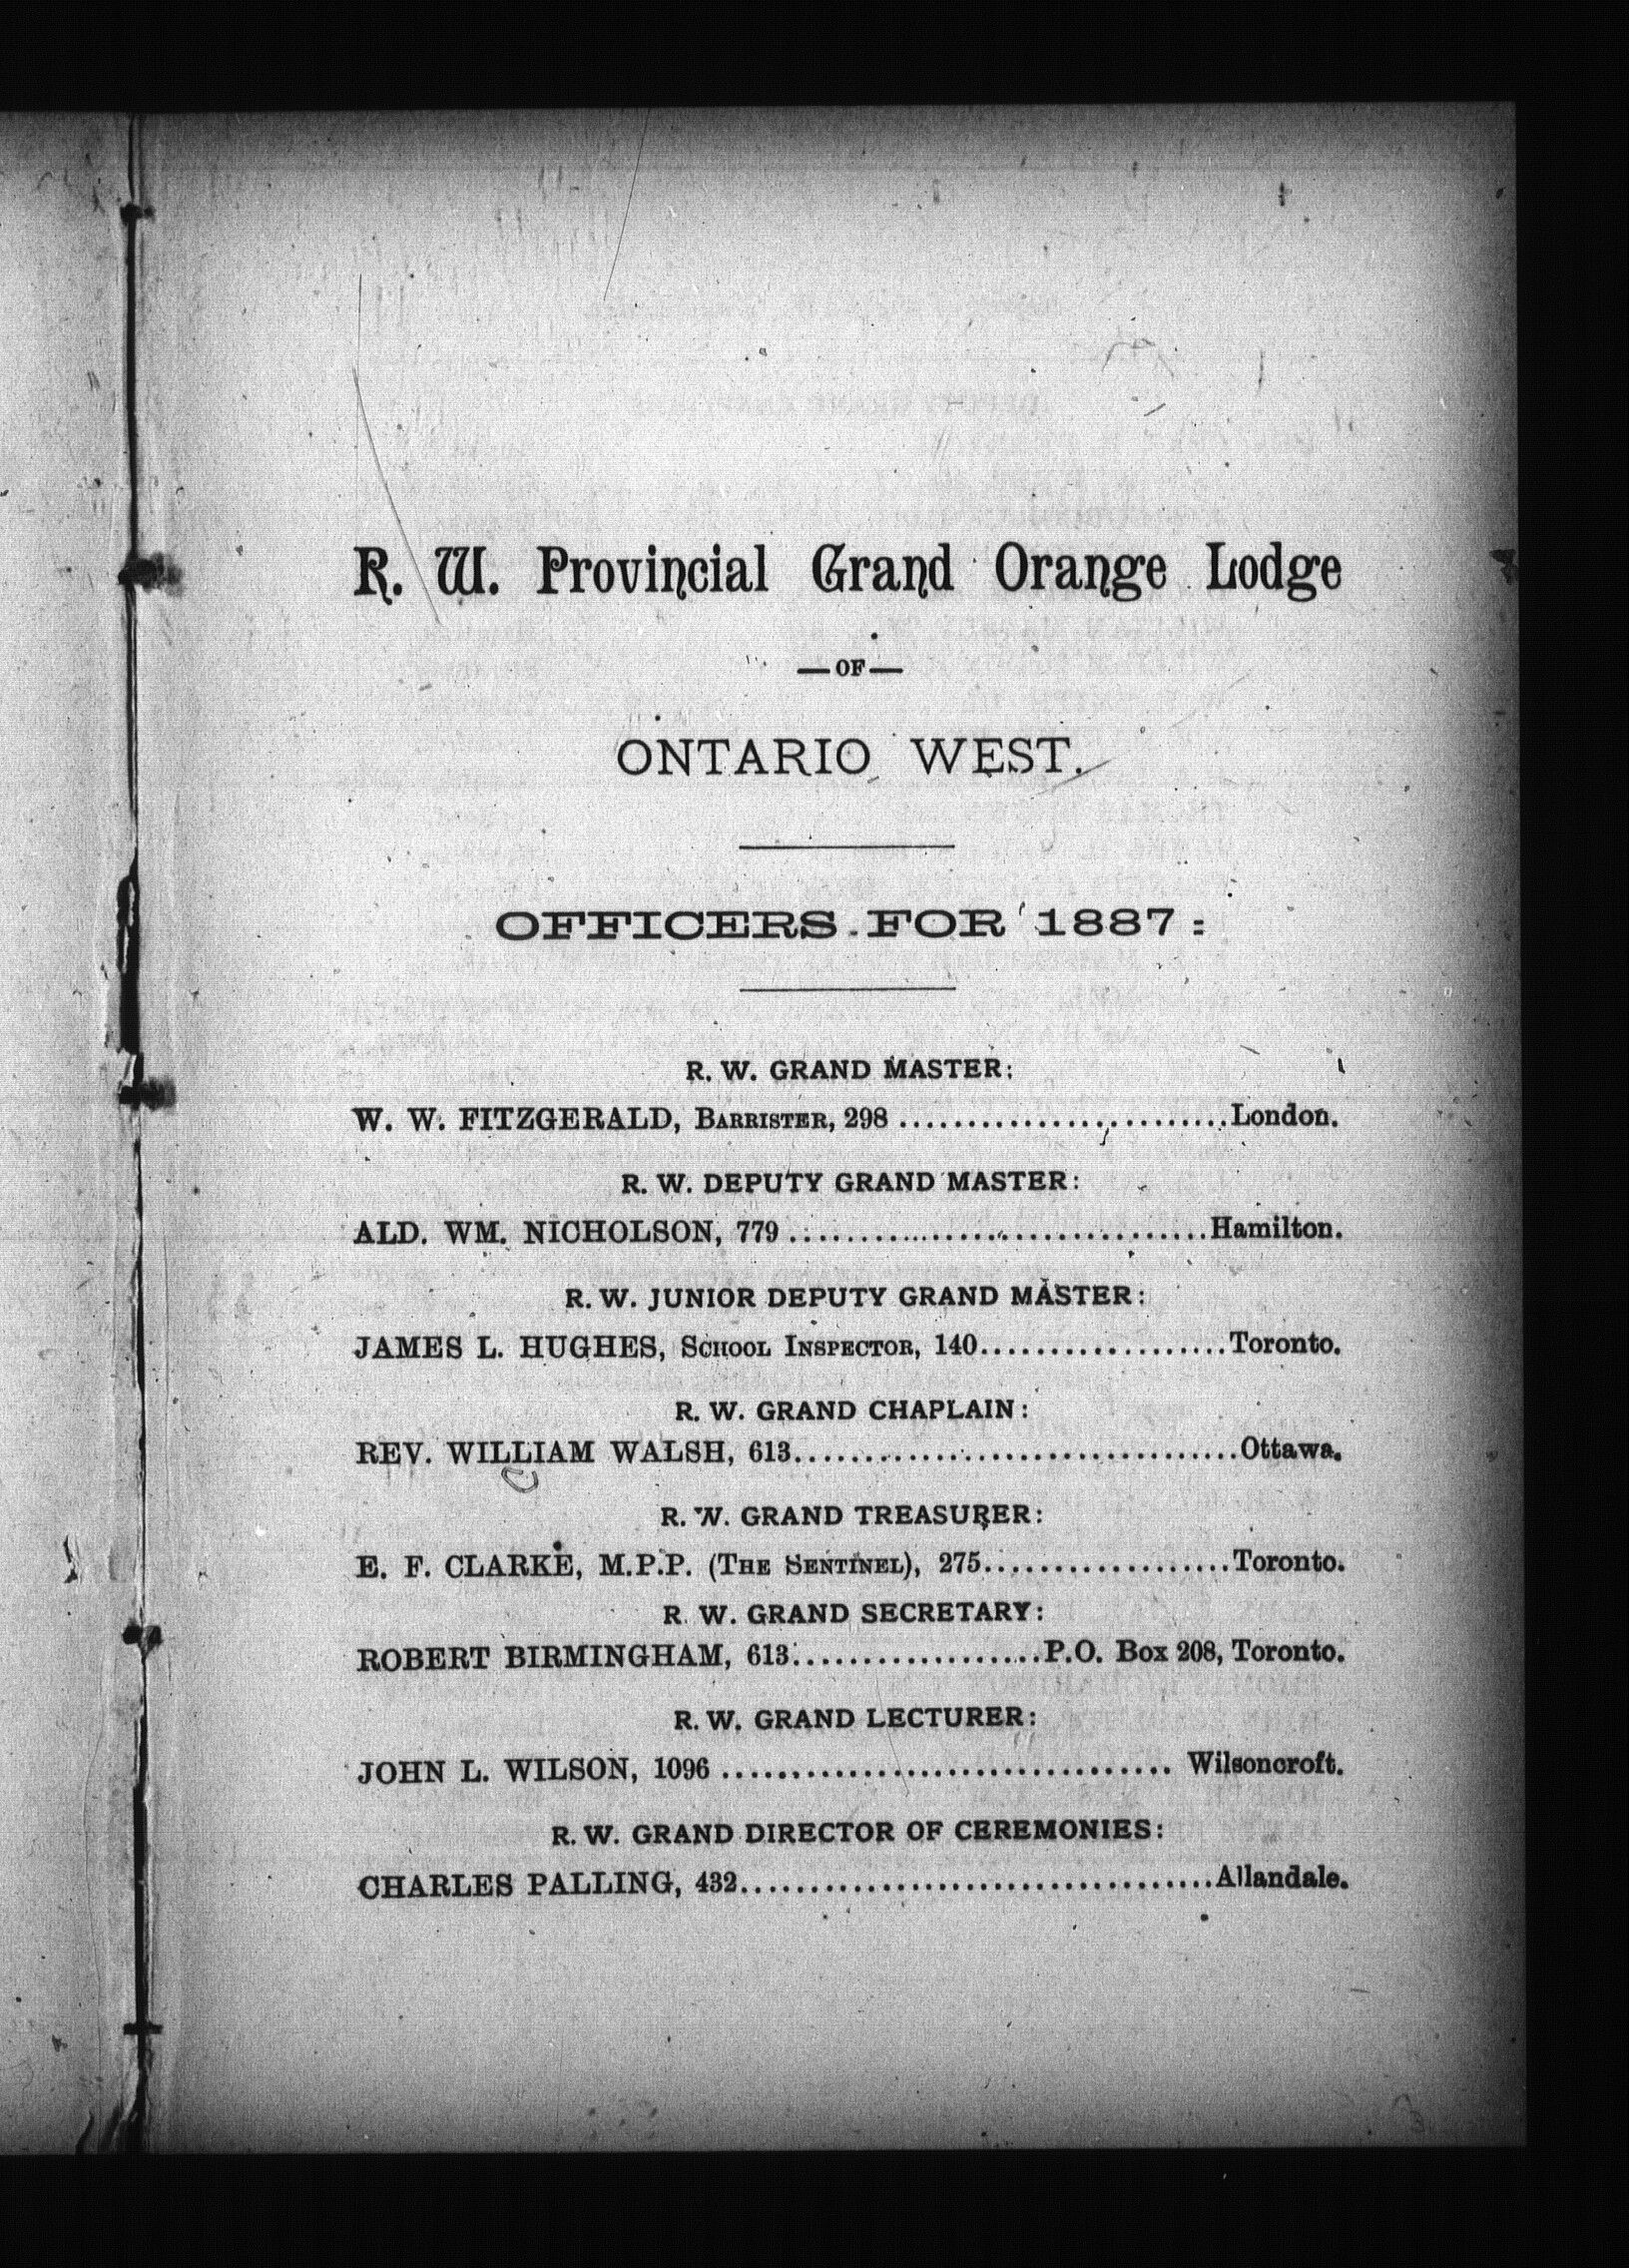 R. W. Provincial Grand Orange Lodge
—OF—
ONTARIO WEST.
OFFICERS FOR 1887:
R. W. GRAND MASTER:
W. W. FITZGERALD, BARRISTER, 298 ........................London.
R. W. DEPUTY GRAND MASTER:
ALD. WM. NICHOLSON, 779 ..............................Hamilton.
R. W. JUNIOR DEPUTY GRAND MASTER:
JAMES L. HUGHES, SCHOOL INSPECTOR, 140..................Toronto.
R. W. GRAND CHAPLAIN:
REV. WILLIAM WALSH, 613................................Ottawa.
R. W. GRAND TREASURER:
E. F. CLARKE, M.P.P. (THE SENTINEL), 275..................Toronto.
R. W. GRAND SECRETARY:
ROBERT BIRMINGHAM, 613..................P.O. Box 208, Toronto.
R. W. GRAND LECTURER:
JOHN L. WILSON, 1096 ................................ Wilsoncroft.
R. W. GRAND DIRECTOR OF CEREMONIES:
CHARLES PALLING, 432..................................Allandale.